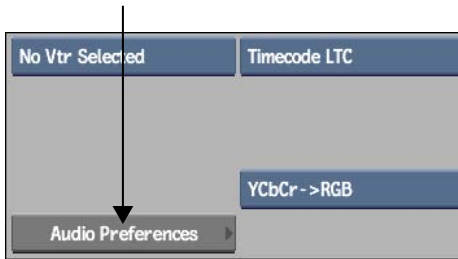 No Vtr Selected
Timecode LTC
YCbCr->RGB
Audio Preferences